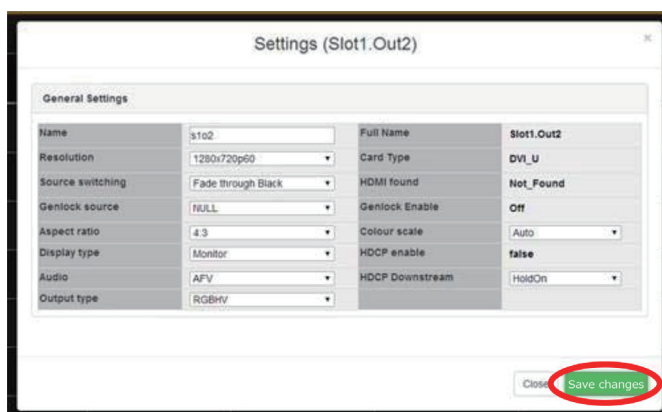 Settings (Slot1.Out2)
×
General Settings
Name s1o2 Full Name Slot1.Out2
Resolution 1280x720p60 Card Type DVI_U
Source switching Fade through Black HDMI found Not_Found
Genlock source NULL Genlock Enable Off
Aspect ratio 4:3 Colour scale Auto
Display type Monitor HDCP enable false
Audio AFV HDCP Downstream HoldOn
Output type RGBHV
Close Save changes